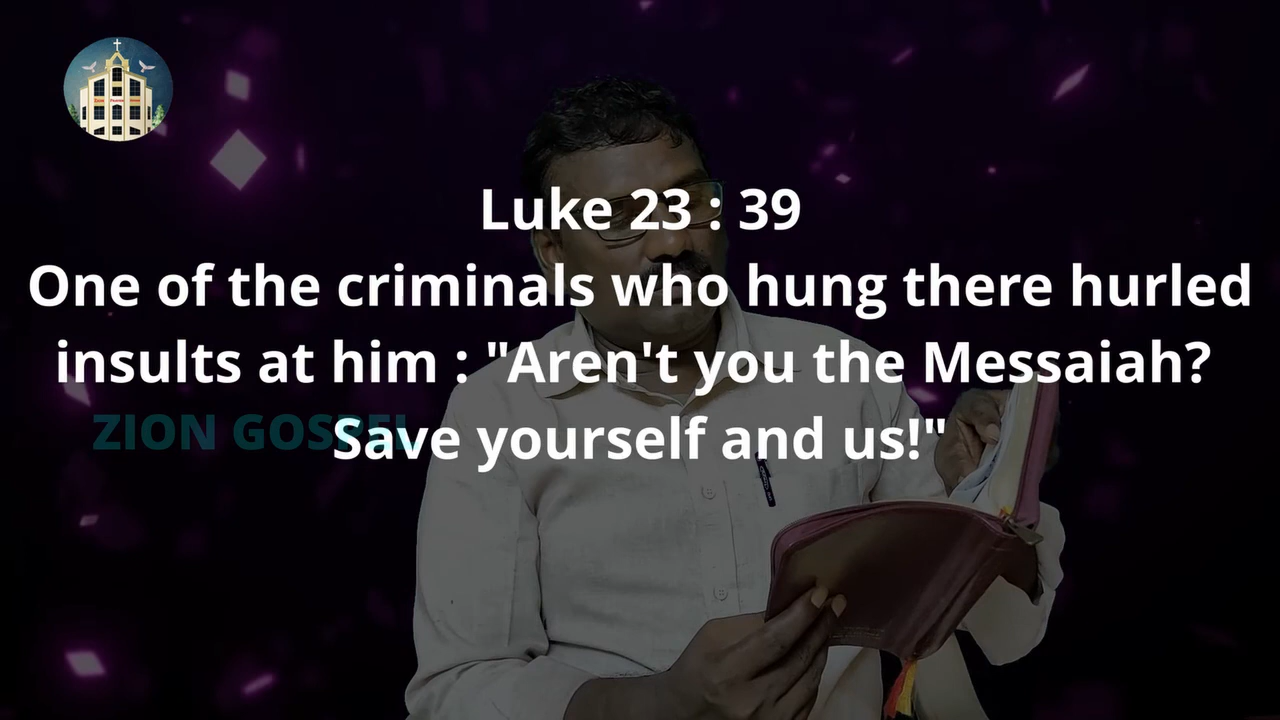 Luke 23 : 39
One of the criminals who hung there hurled
insults at him : "Aren't you the Messaiah?
ZION GOSPEL
Save yourself and us!"